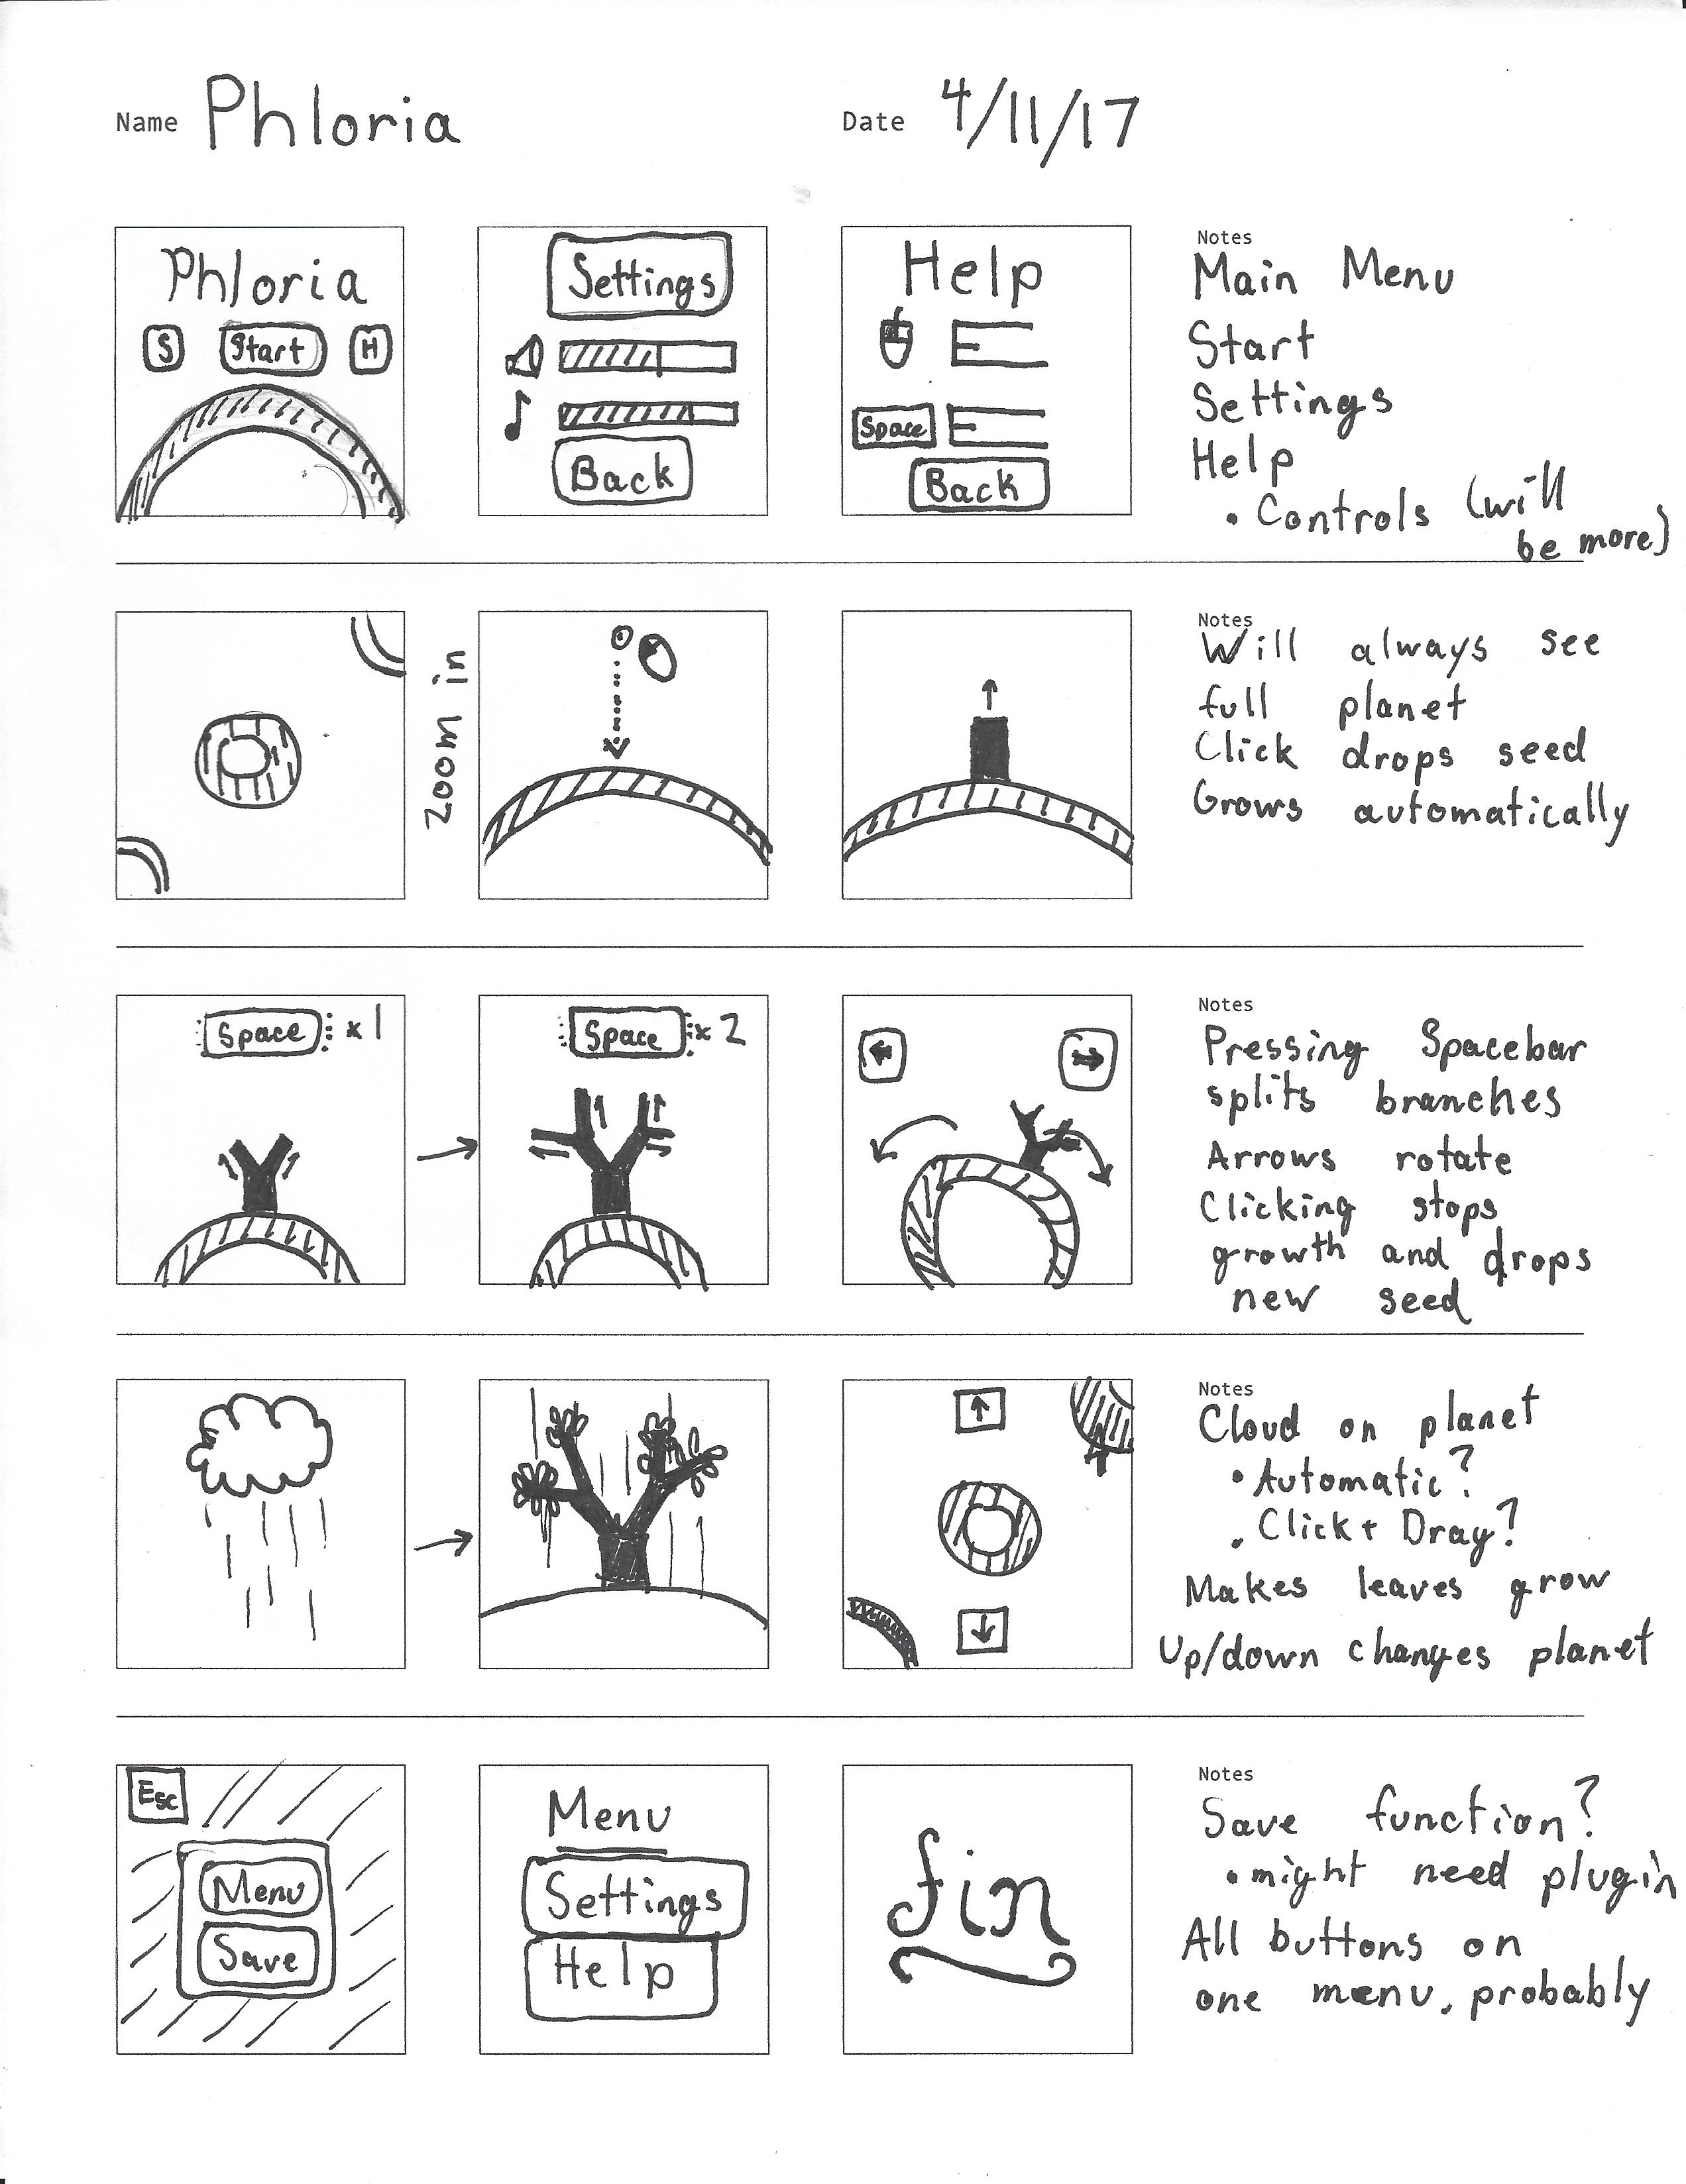 Name Phloria
Date 4/11/17
Phloria
S Start H
Settings
Back
Help
Space
Back
Notes
Main Menu
Start
Settings
Help
• Controls (will
be more)
Zoom in
Notes
Will always see
full planet
Click drops seed
Grows automatically
Space x 1
Space x 2
Notes
Pressing Spacebar
splits branches
Arrows rotate
Clicking stops
growth and drops
new seed
Notes
Cloud on planet
• Automatic?
• Click + Drag?
Makes leaves grow
Up/down changes planet
Esc
Menu
Save
Menu
Settings
Help
fin
Notes
Save function?
• might need plugin
All buttons on
one menu, probably